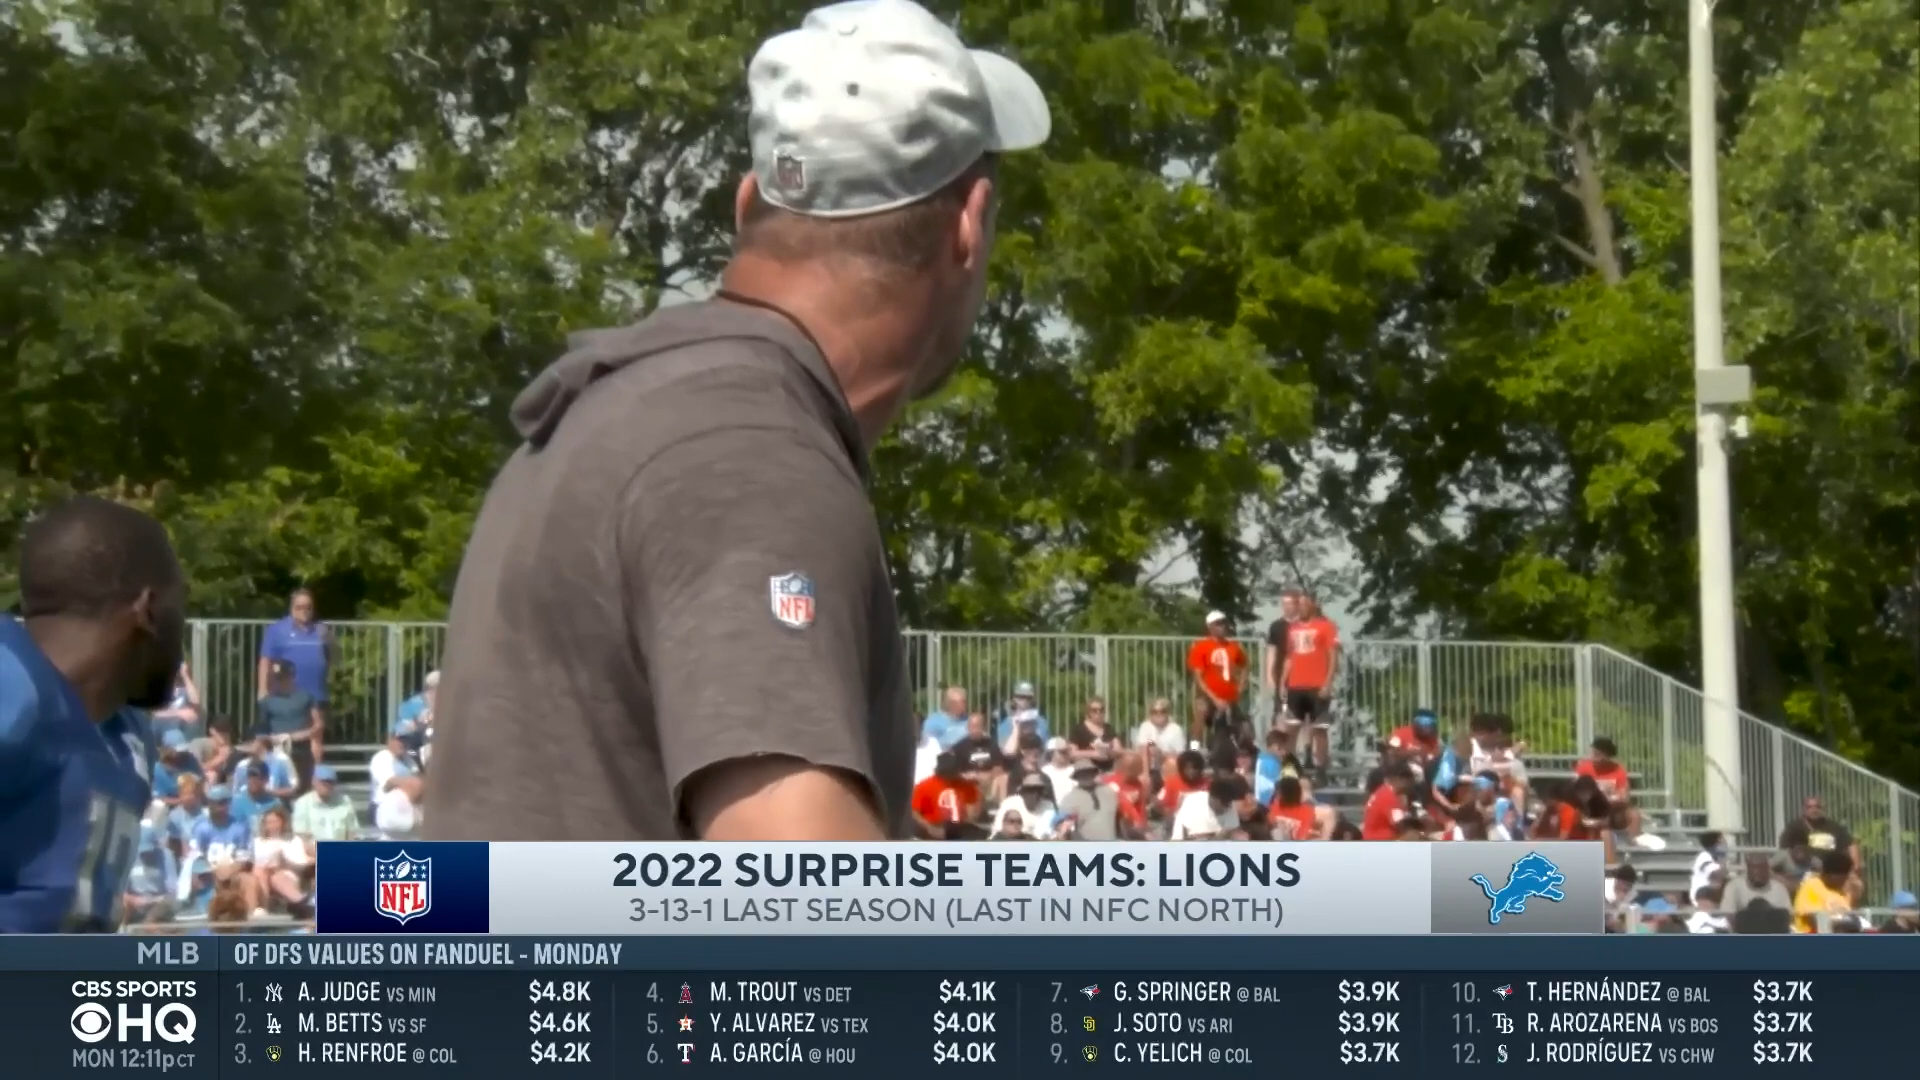 NFL
NFL
2022 SURPRISE TEAMS: LIONS
3-13-1 LAST SEASON (LAST IN NFC NORTH)
MLB
OF DFS VALUES ON FANDUEL - MONDAY
CBS SPORTS
HQ
MON 12:11p CT
1. A. JUDGE VS MIN $4.8K
2. M. BETTS VS SF $4.6K
3. H. RENFROE @ COL $4.2K
4. M. TROUT VS DET $4.1K
5. Y. ALVAREZ VS TEX $4.0K
6. A. GARCÍA @ HOU $4.0K
7. G. SPRINGER @ BAL $3.9K
8. J. SOTO VS ARI $3.9K
9. C. YELICH @ COL $3.7K
10. T. HERNÁNDEZ @ BAL $3.7K
11. R. AROZARENA VS BOS $3.7K
12. J. RODRÍGUEZ VS CHW $3.7K